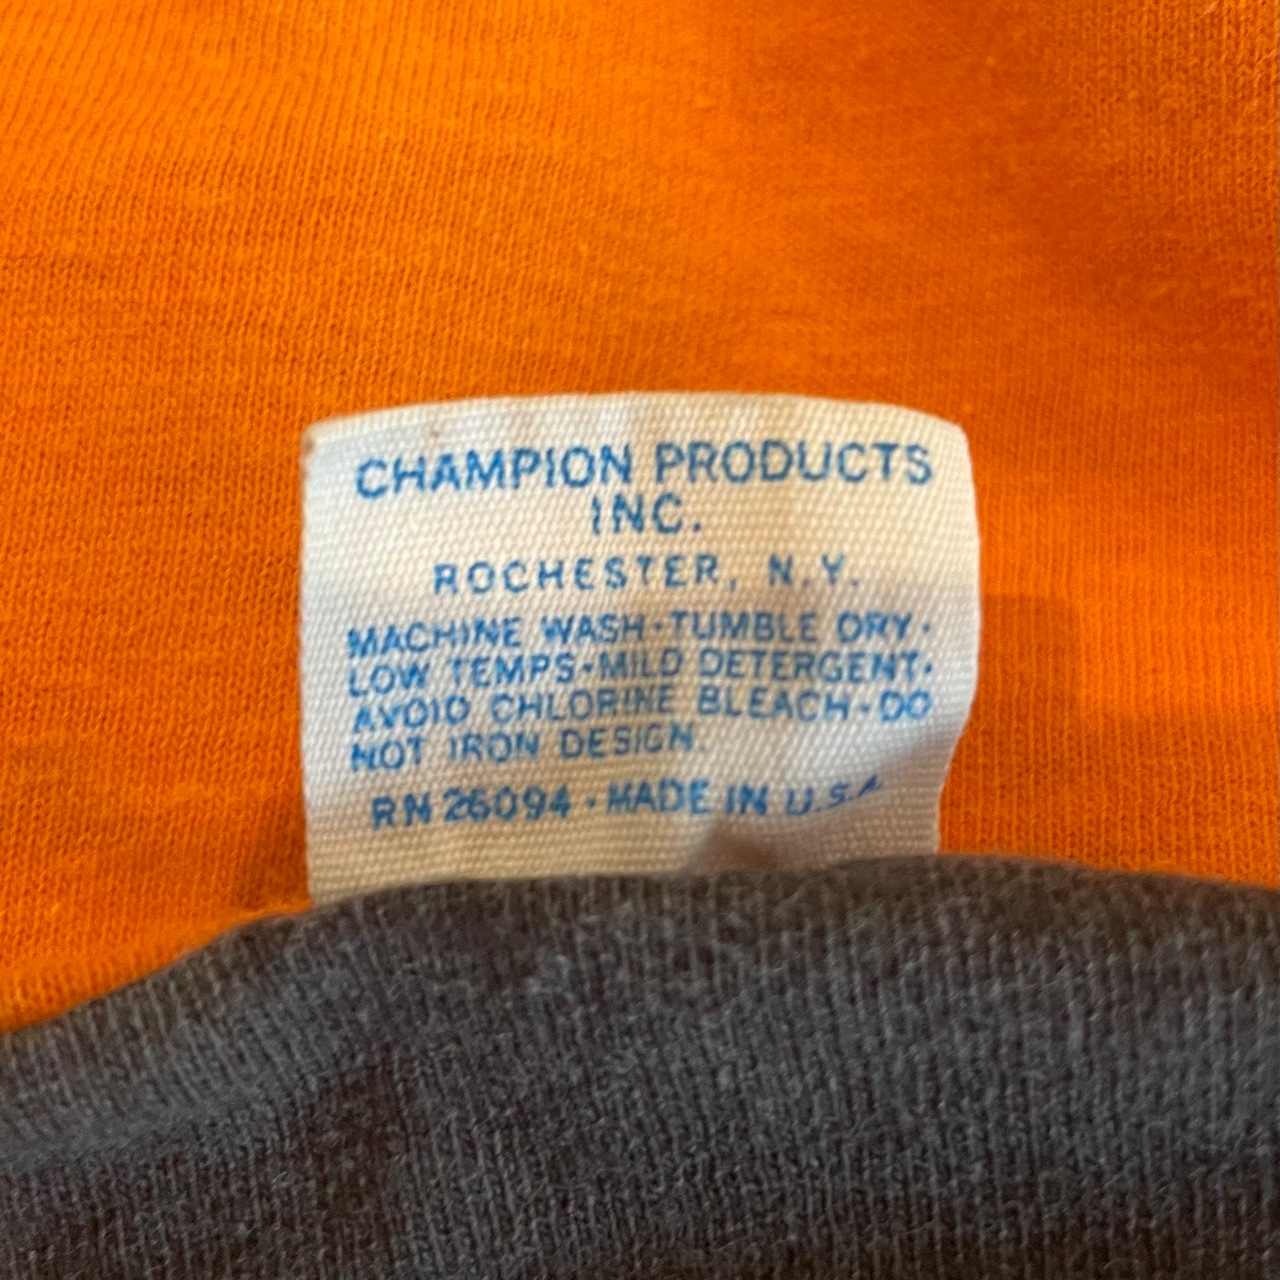 CHAMPION PRODUCTS
INC.
ROCHESTER, N.Y.
MACHINE WASH·TUMBLE DRY·
LOW TEMPS·MILD DETERGENT·
AVOID CHLORINE BLEACH·DO
NOT IRON DESIGN.
RN 26094 · MADE IN U.S.A.